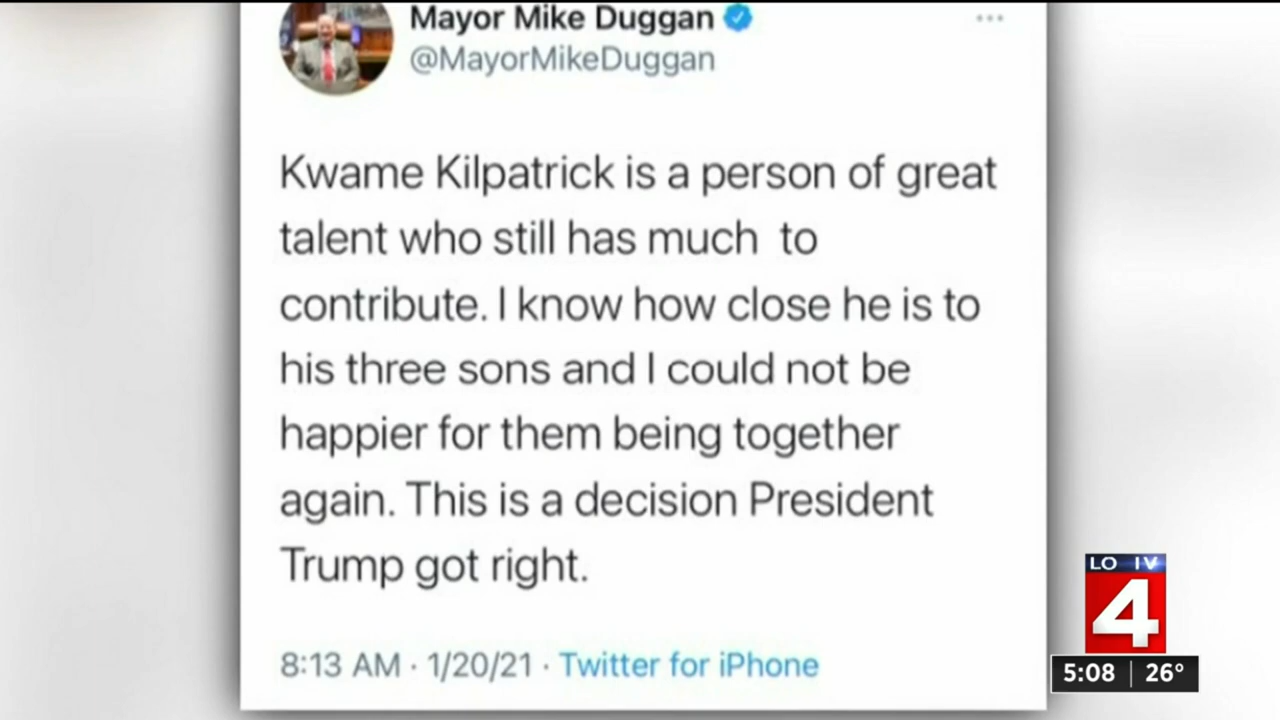 Mayor Mike Duggan
@MayorMikeDuggan
Kwame Kilpatrick is a person of great
talent who still has much to
contribute. I know how close he is to
his three sons and I could not be
happier for them being together
again. This is a decision President
Trump got right.
8:13 AM · 1/20/21 · Twitter for iPhone
LO IV
4
5:08 | 26°